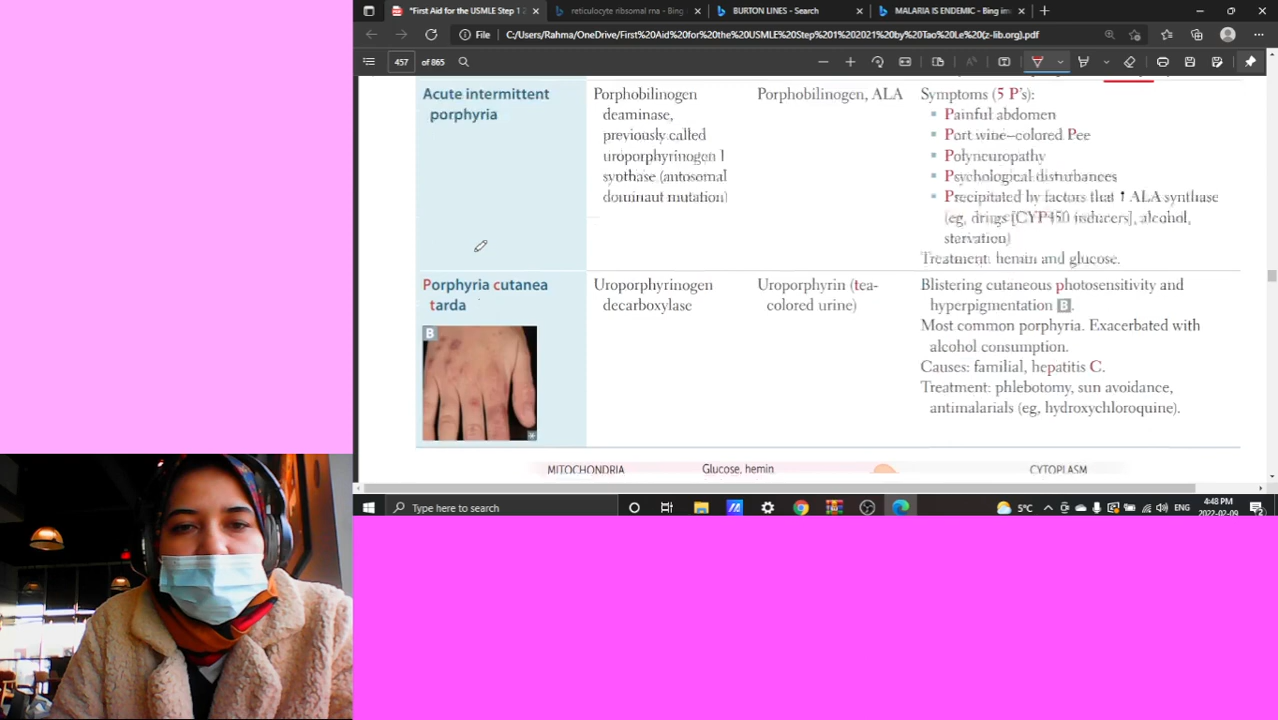 "First Aid for the USMLE Step 1 2
reticulocyte ribsomal rna - Bing i
BURTON LINES - Search
MALARIA IS ENDEMIC - Bing im
File
C:/Users/Rahma/OneDrive/First%20Aid%20for%20the%20USMLE%20Step%201%202021%20by%20Tao%20Le%20(z-lib.org).pdf
457 of 865
Acute intermittent
porphyria
Porphobilinogen
deaminase,
previously called
uroporphyrinogen I
synthase (autosomal
dominant mutation)
Porphobilinogen, ALA
Symptoms (5 P's):
Painful abdomen
Port wine–colored Pee
Polyneuropathy
Psychological disturbances
Precipitated by factors that ↑ ALA synthase
(eg, drugs [CYP450 inducers], alcohol,
starvation)
Treatment: hemin and glucose.
Porphyria cutanea
tarda
B
Uroporphyrinogen
decarboxylase
Uroporphyrin (tea-
colored urine)
Blistering cutaneous photosensitivity and
hyperpigmentation B.
Most common porphyria. Exacerbated with
alcohol consumption.
Causes: familial, hepatitis C.
Treatment: phlebotomy, sun avoidance,
antimalarials (eg, hydroxychloroquine).
MITOCHONDRIA
Glucose, hemin
CYTOPLASM
Type here to search
5°C
ENG
4:48 PM
2022-02-09